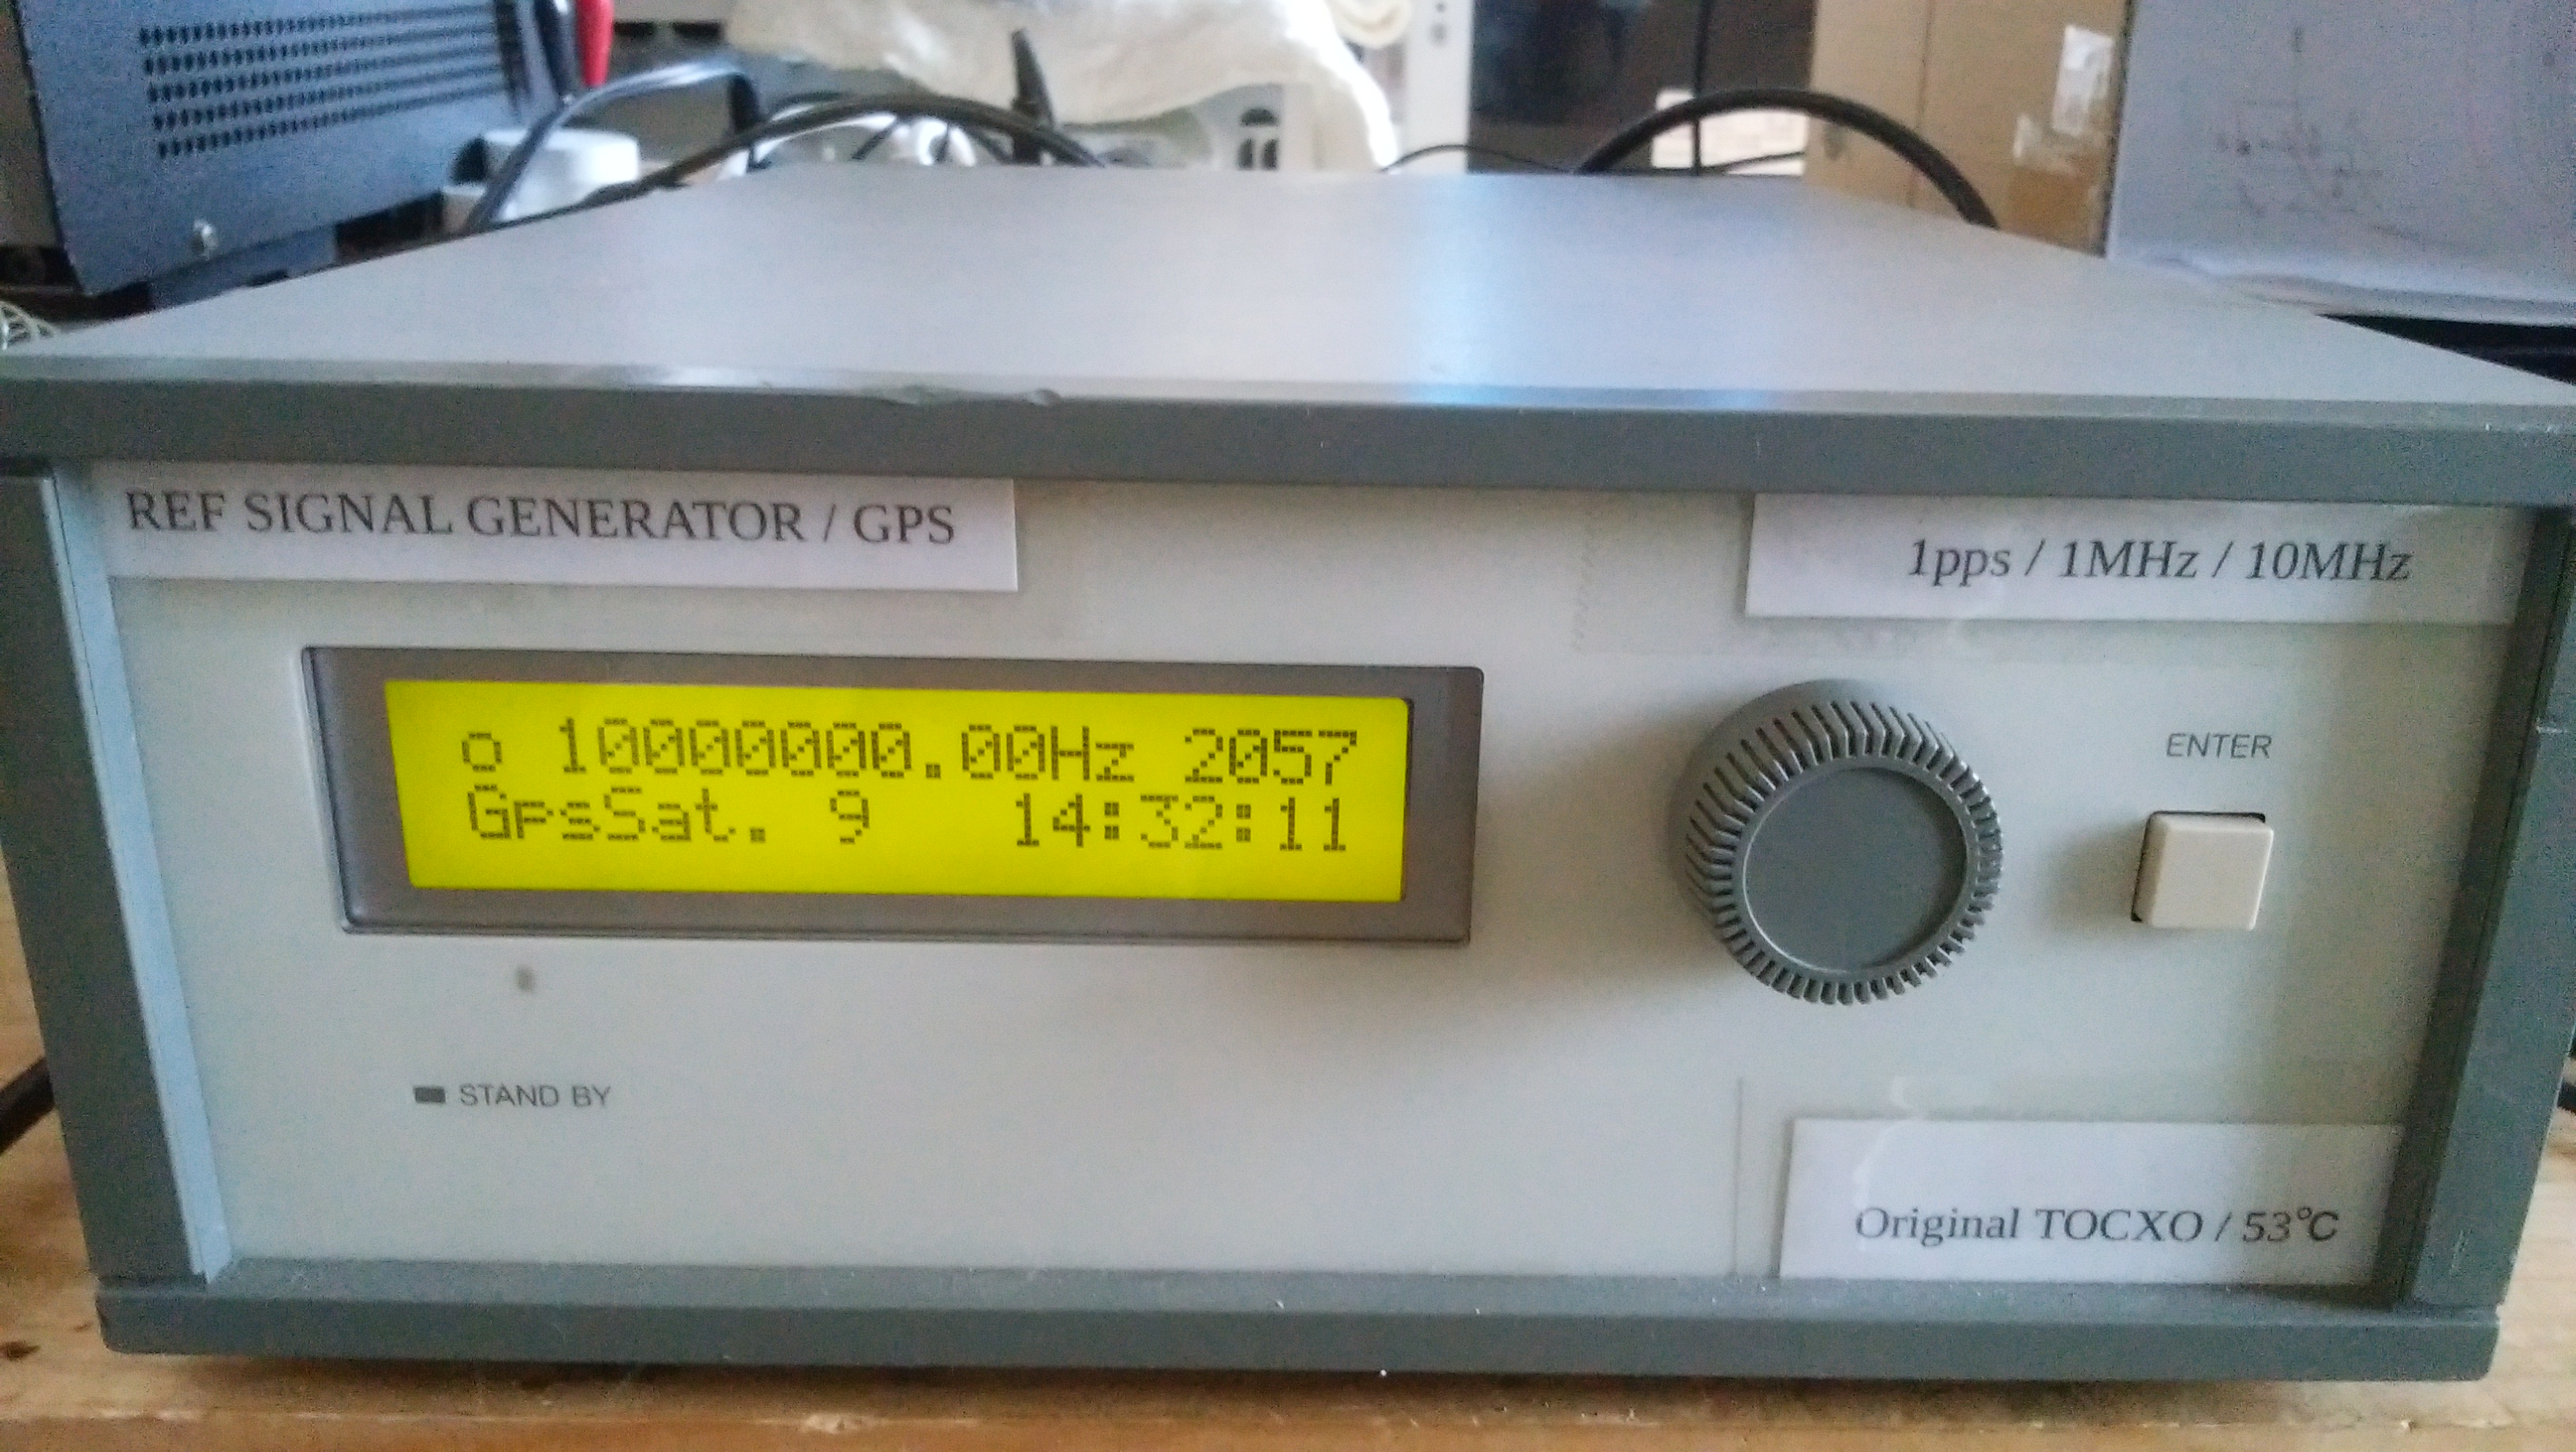 REF SIGNAL GENERATOR / GPS
1pps / 1MHz / 10MHz
o 10000000.00Hz 2057
GpsSat. 9 14:32:11
ENTER
STAND BY
Original TOCXO / 53℃